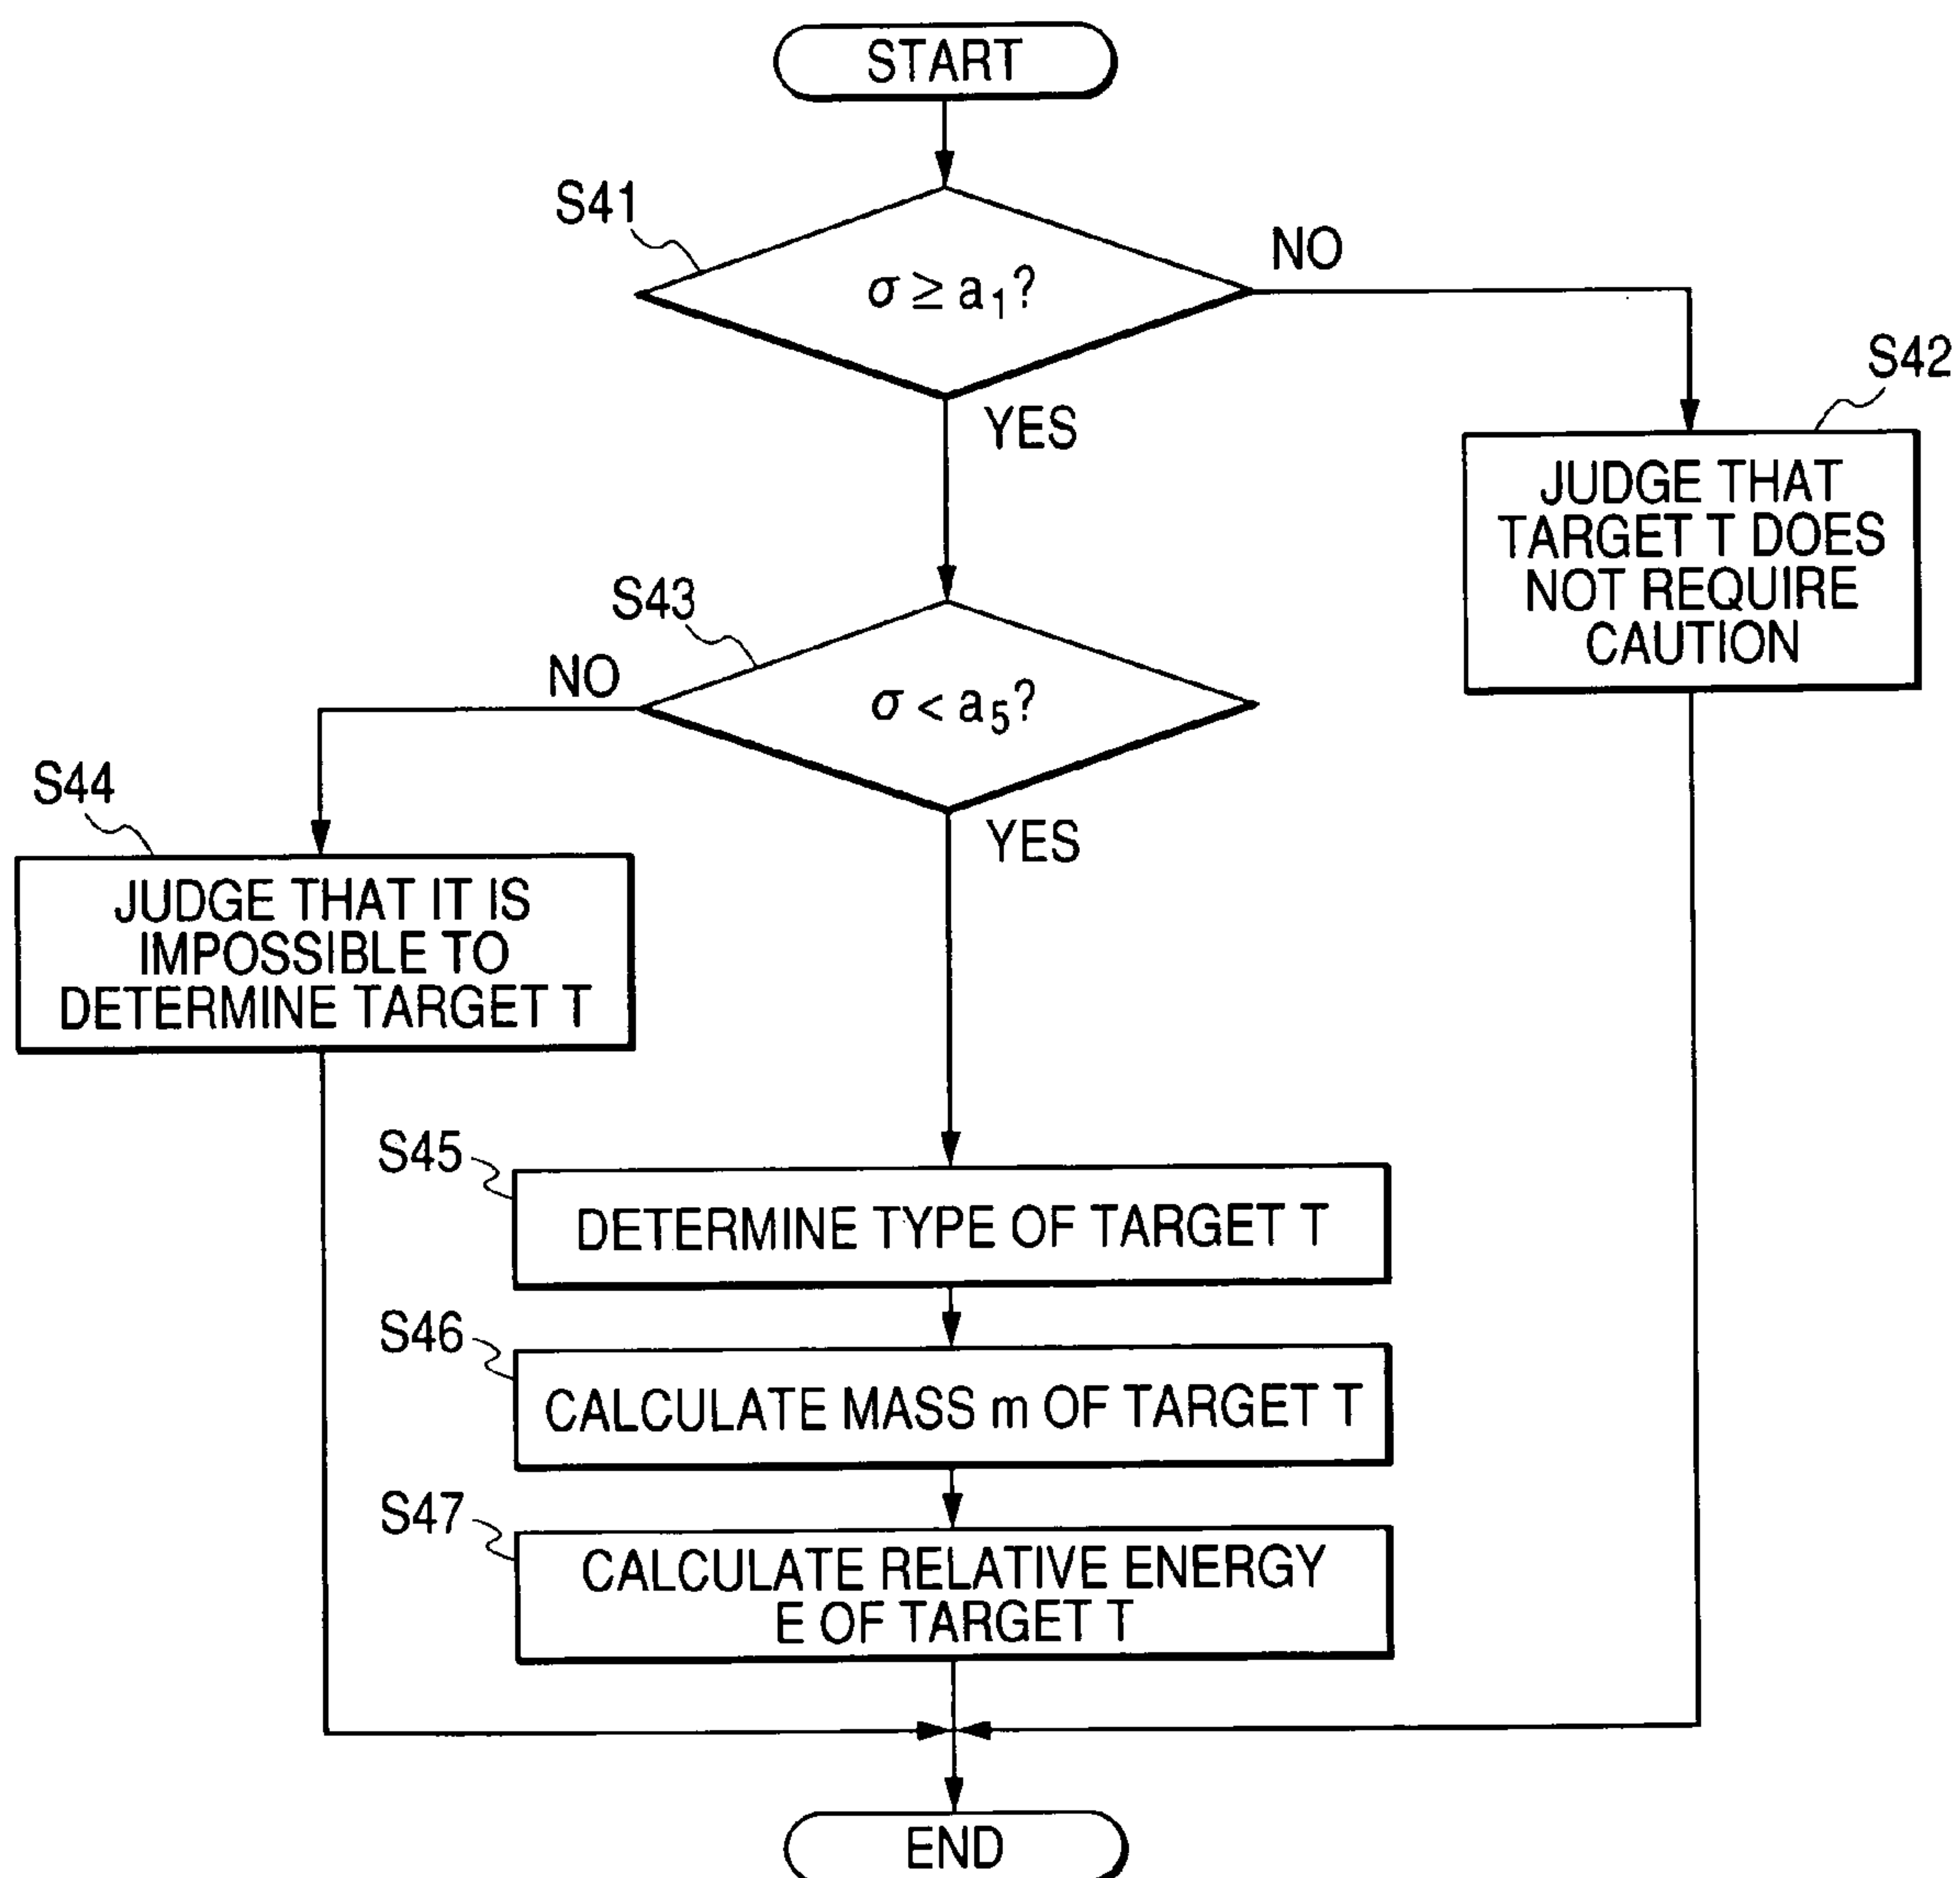 START
S41
σ ≥ a₁?
NO
YES
S42
JUDGE THAT
TARGET T DOES
NOT REQUIRE
CAUTION
S43
σ < a₅?
NO
YES
S44
JUDGE THAT IT IS
IMPOSSIBLE TO
DETERMINE TARGET T
S45
DETERMINE TYPE OF TARGET T
S46
CALCULATE MASS m OF TARGET T
S47
CALCULATE RELATIVE ENERGY
E OF TARGET T
END